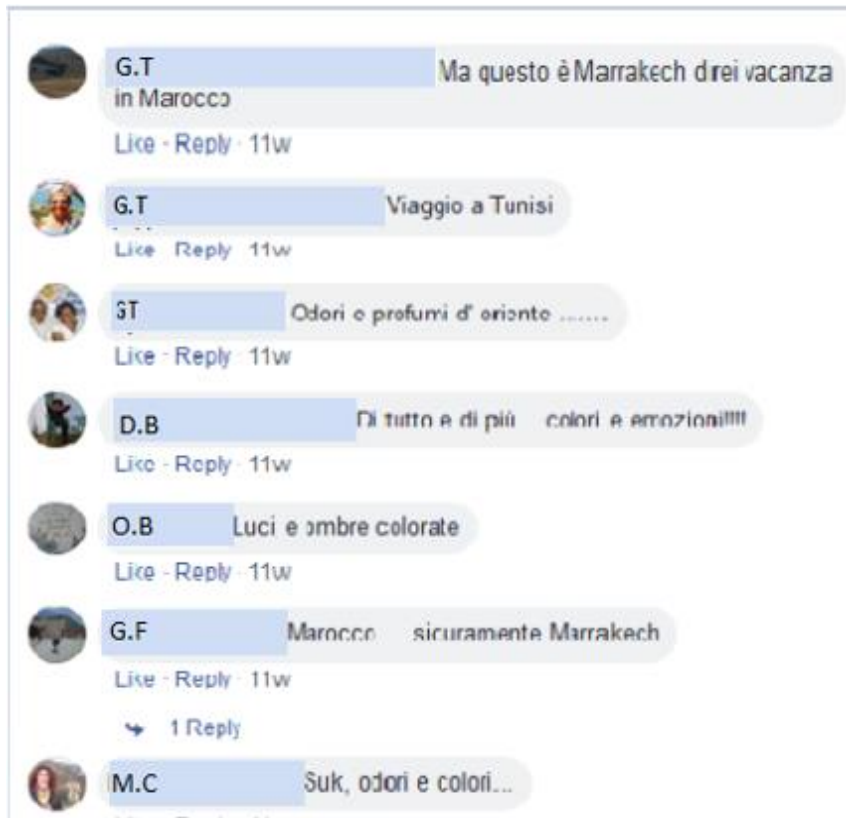 G.T Ma questo è Marrakech direi vacanza
in Marocco
Like · Reply · 11w
G.T Viaggio a Tunisi
Like Reply 11w
ST Odori e profumi d' oriente .......
Like · Reply · 11w
D.B Di tutto e di più colori e emozioni!!!!
Like · Reply · 11w
O.B Luci e ombre colorate
Like · Reply · 11w
G.F Marocco sicuramente Marrakech
Like · Reply · 11w
1 Reply
M.C Suk, odori e colori...